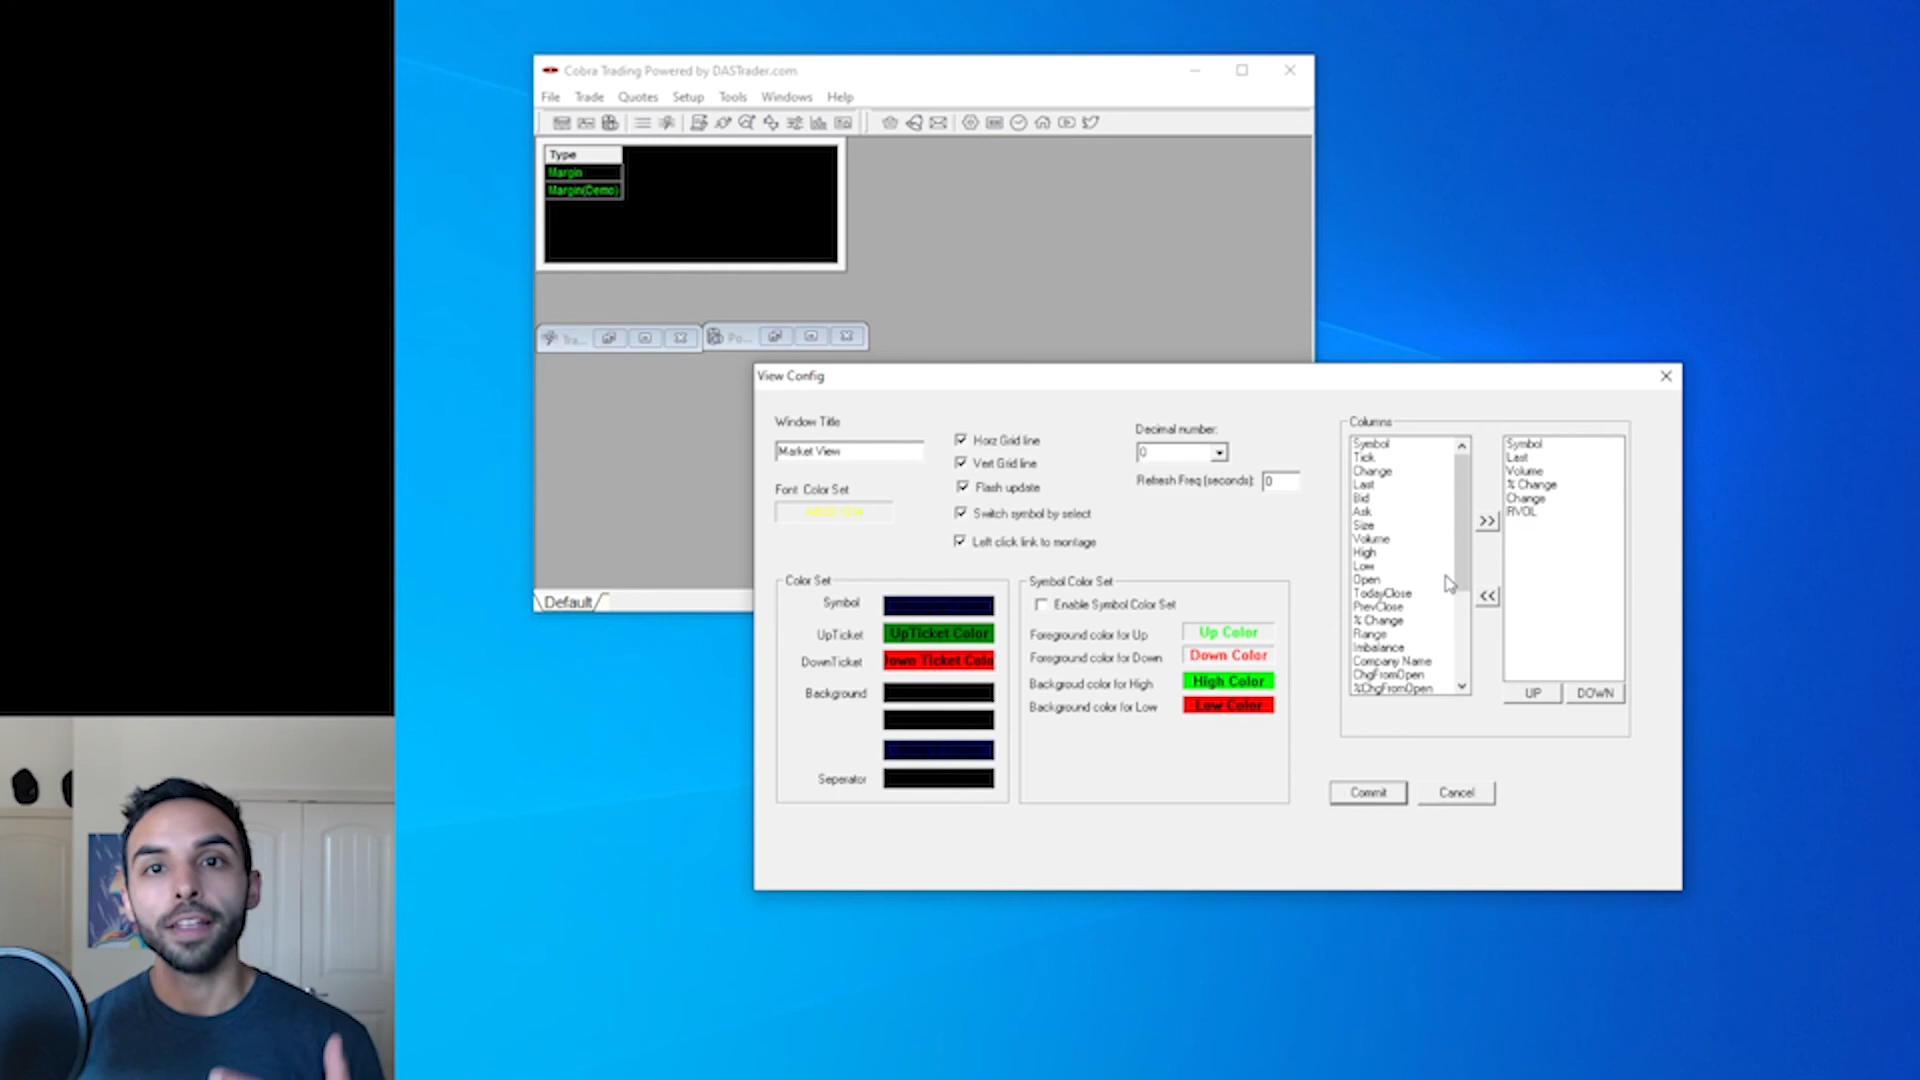 Cobra Trading Powered by DASTrader.com
File Trade Quotes Setup Tools Windows Help
Type
Margin
Margin(Demo)
Tra...
Po...
Default
View Config
Window Title
Market View
Font Color Set
Horz Grid line
Vert Grid line
Flash update
Switch symbol by select
Left click link to montage
Decimal number:
0
Refresh Freq (seconds):
0
Color Set
Symbol
UpTicket
UpTicket Color
DownTicket
Down Ticket Colo
Background
Seperator
Symbol Color Set
Enable Symbol Color Set
Foreground color for Up
Up Color
Foreground color for Down
Down Color
Backgroud color for High
High Color
Background color for Low
Low Color
Columns
Symbol
Tick
Change
Last
Bid
Ask
Size
Volume
High
Low
Open
TodayClose
PrevClose
% Change
Range
Imbalance
Company Name
ChgFromOpen
%ChgFromOpen
>>
<<
Symbol
Last
Volume
% Change
Change
RVOL
UP
DOWN
Commit
Cancel